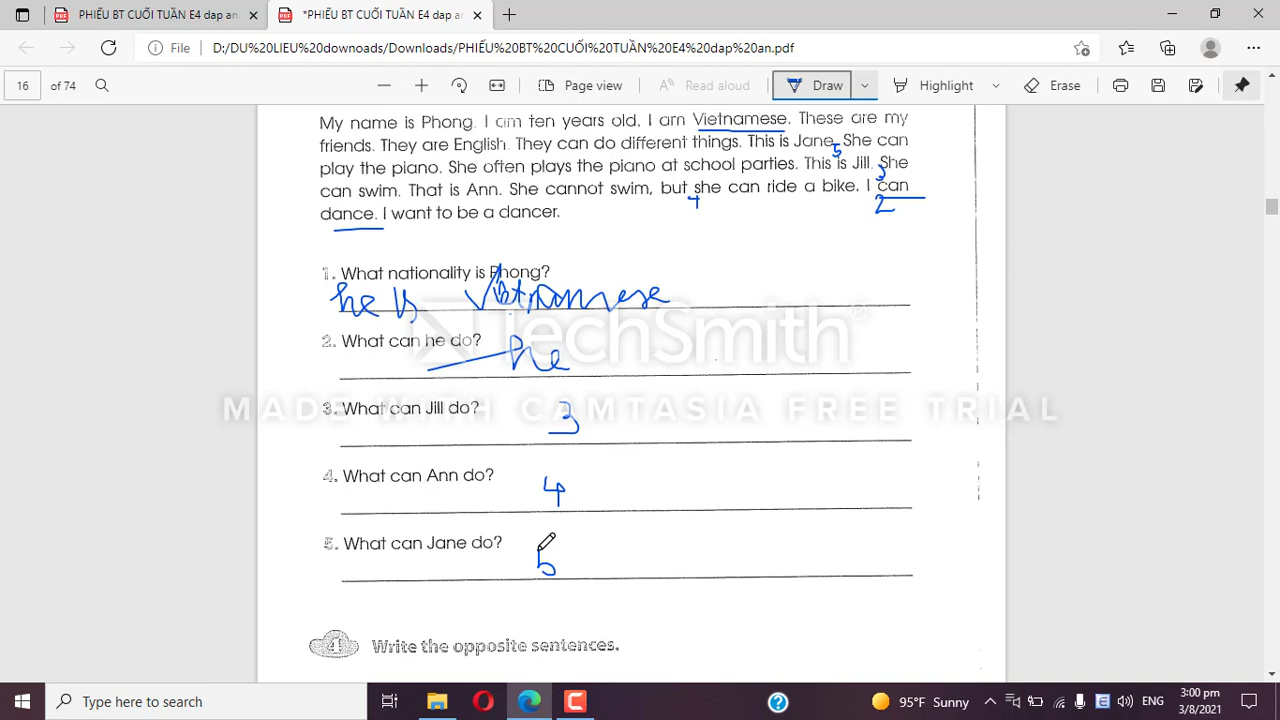 PHIẾU BT CUỐI TUẦN E4 dap an.
*PHIẾU BT CUỐI TUẦN E4 dap an.p
File D:/DU%20LIEU%20downoads/Downloads/PHIẾU%20BT%20CUỐI%20TUẦN%20E4%20dap%20an.pdf
16 of 74 Page view Read aloud Draw Highlight Erase
My name is Phong. I am ten years old. I am Vietnamese. These are my
friends. They are English. They can do different things. This is Jane. She can
5
play the piano. She often plays the piano at school parties. This is Jill. She
3
can swim. That is Ann. She cannot swim, but she can ride a bike. I can
4 2
dance. I want to be a dancer.
1. What nationality is Phong?
he is Vietnamese
TechSmith®
2. What can he do?
he
MADE WITH CAMTASIA FREE TRIAL
3. What can Jill do? 3
4. What can Ann do?
4
5. What can Jane do?
5
4 Write the opposite sentences.
Type here to search
95°F Sunny ENG 3:00 pm
3/8/2021